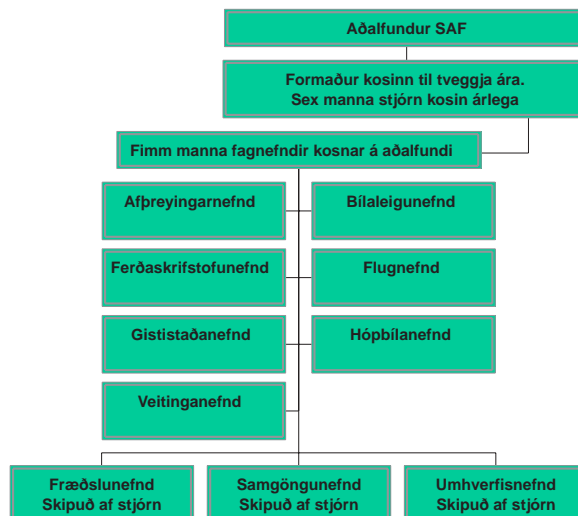 Aðalfundur SAF
Formaður kosinn til tveggja ára.
Sex manna stjórn kosin árlega
Fimm manna fagnefndir kosnar á aðalfundi
Afþreyingarnefnd
Bílaleigunefnd
Ferðaskrifstofunefnd
Flugnefnd
Gististaðanefnd
Hópbílanefnd
Veitinganefnd
Fræðslunefnd
Skipuð af stjórn
Samgöngunefnd
Skipuð af stjórn
Umhverfisnefnd
Skipuð af stjórn